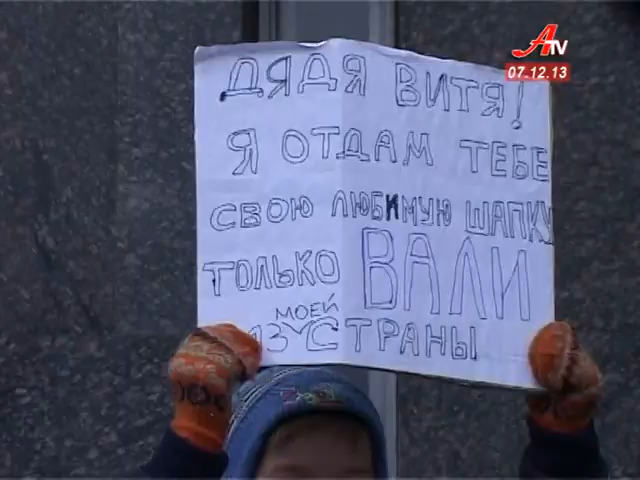 ATV
07.12.13
ДЯДЯ ВИТЯ!
Я ОТДАМ ТЕБЕ
СВОЮ ЛЮБИМУЮ ШАПКУ
ТОЛЬКО ВАЛИ
ИЗ МОЕЙ СТРАНЫ